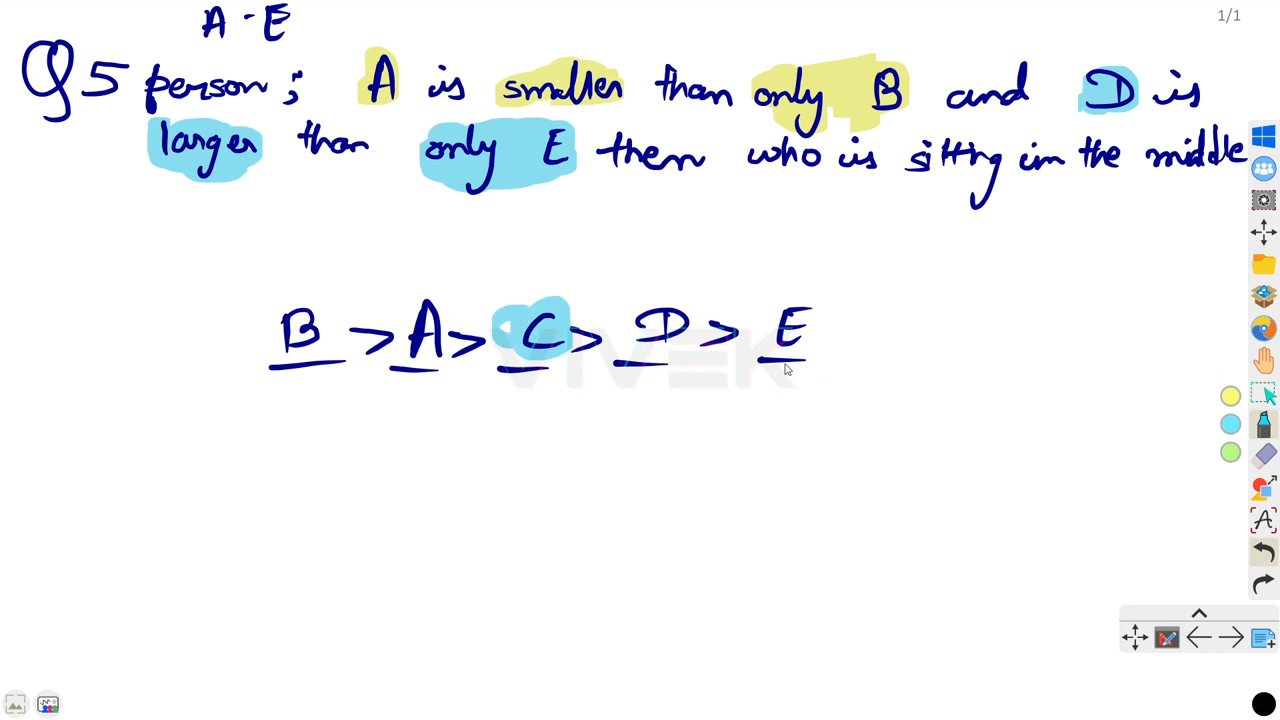 1/1
A - E
Q 5 person; A is smaller than only B and D is
larger than only E then who is sitting in the middle
B > A > C > D > E
VIVEK